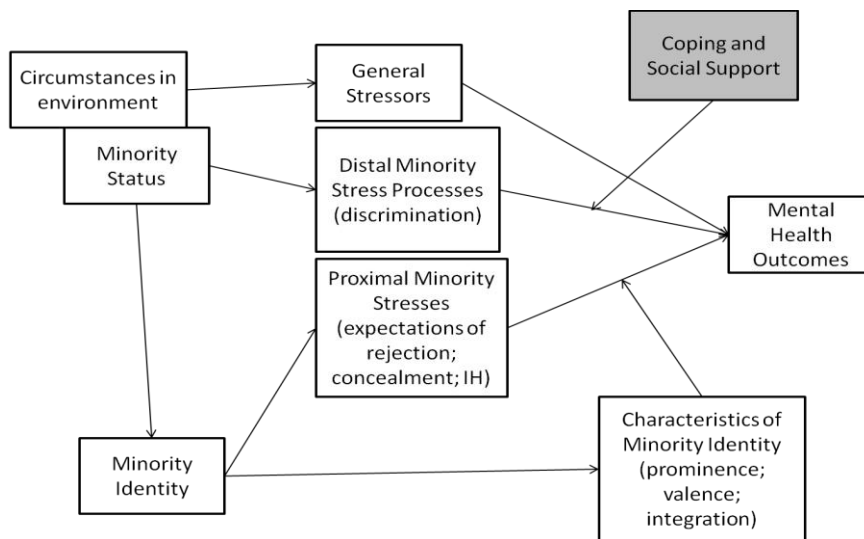 Circumstances in
environment
Minority
Status
General
Stressors
Coping and
Social Support
Distal Minority
Stress Processes
(discrimination)
Mental
Health
Outcomes
Proximal Minority
Stresses
(expectations of
rejection;
concealment; IH)
Minority
Identity
Characteristics of
Minority Identity
(prominence;
valence;
integration)